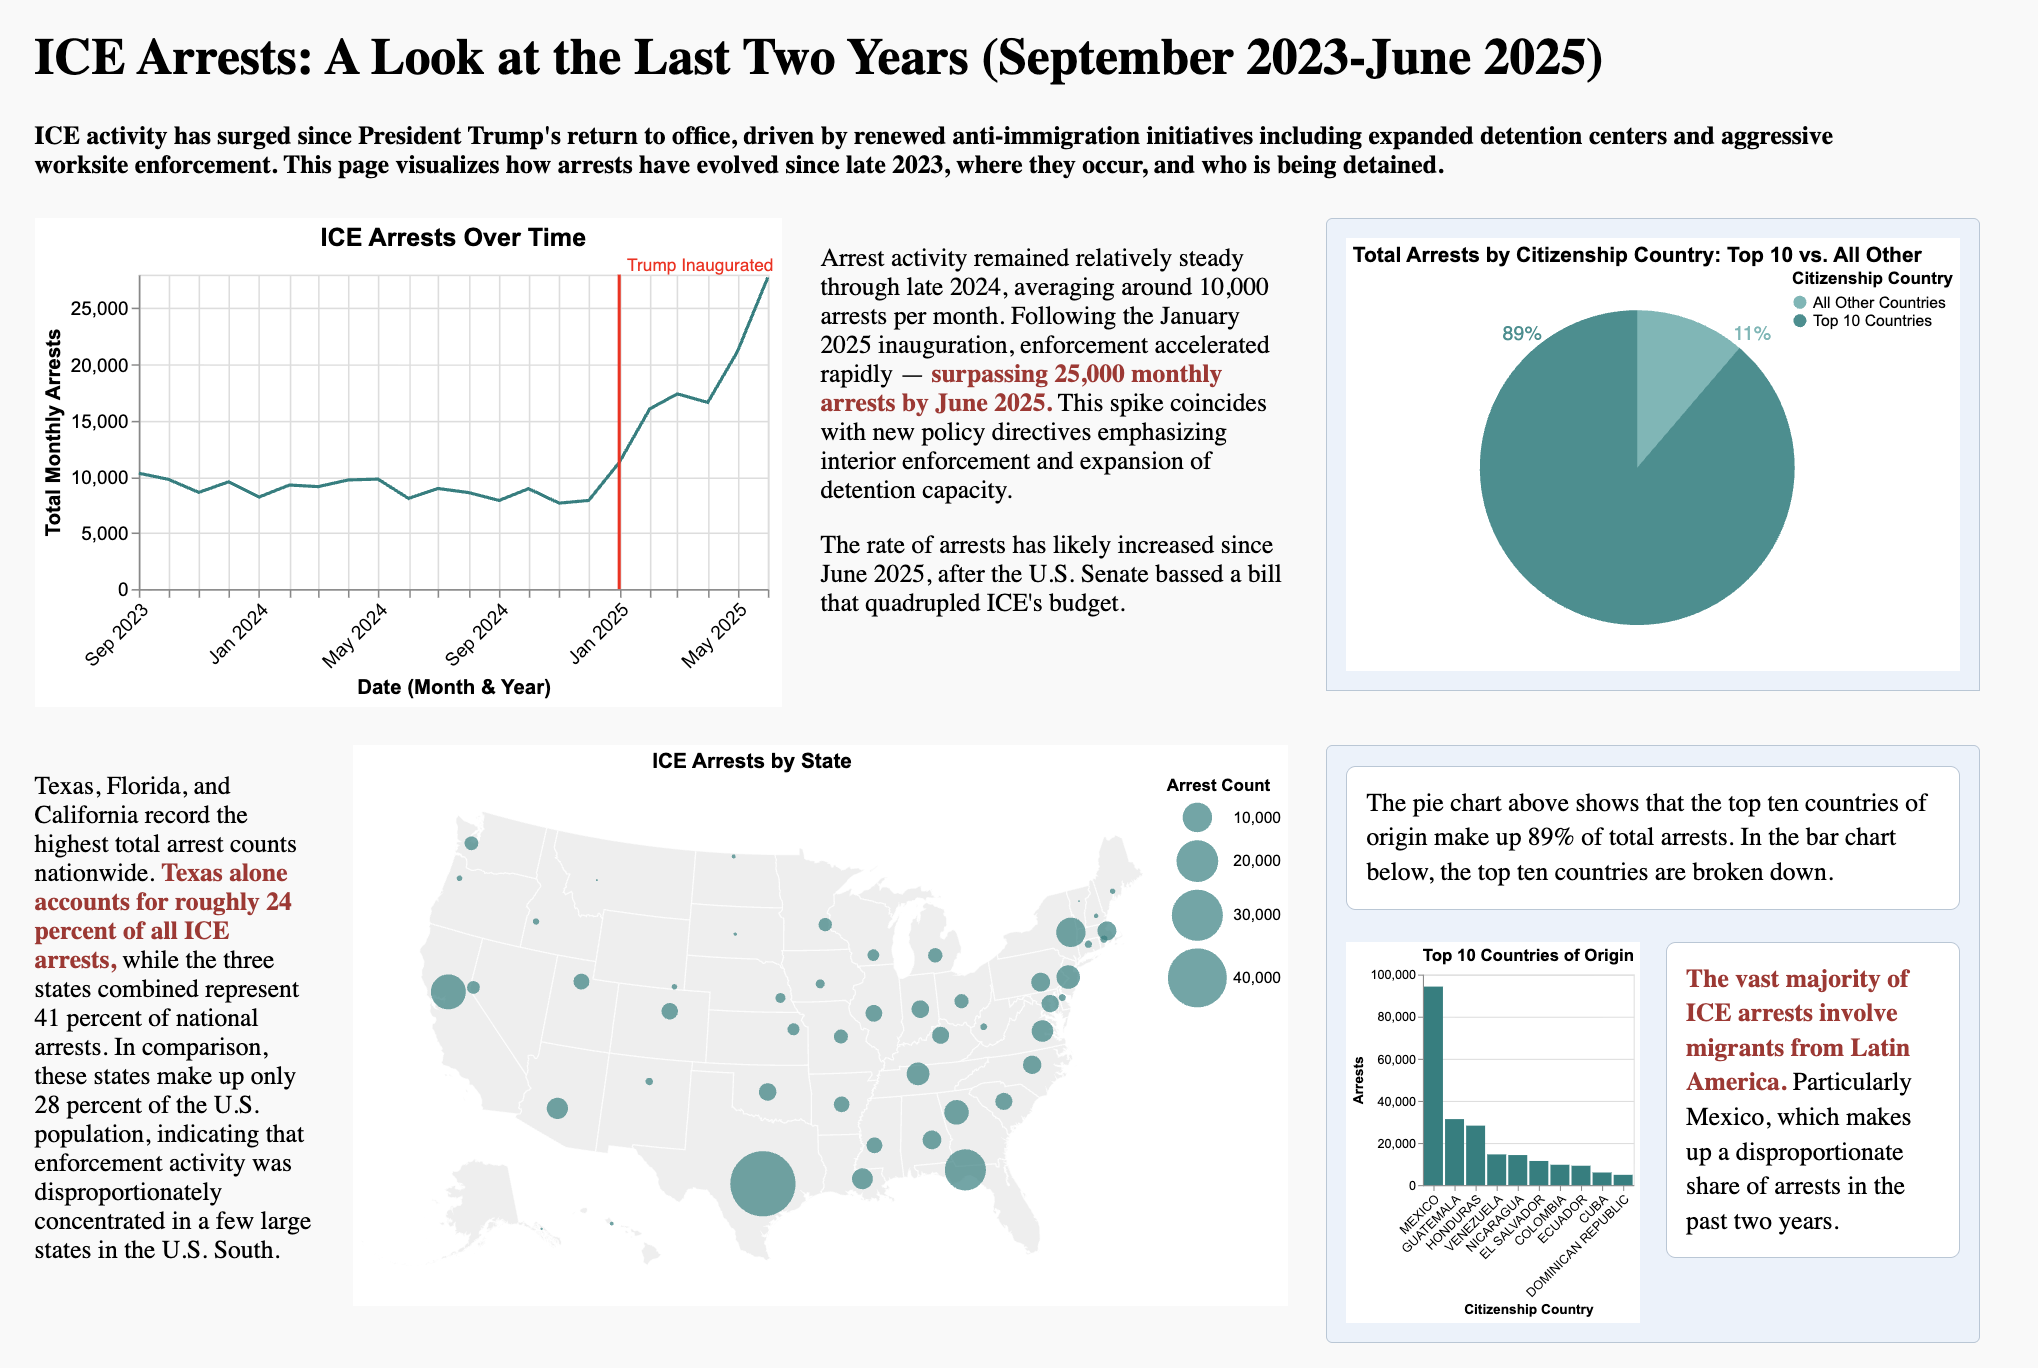 ICE Arrests: A Look at the Last Two Years (September 2023-June 2025)
ICE activity has surged since President Trump's return to office, driven by renewed anti-immigration initiatives including expanded detention centers and aggressive
worksite enforcement. This page visualizes how arrests have evolved since late 2023, where they occur, and who is being detained.
ICE Arrests Over Time
Trump Inaugurated
Total Monthly Arrests
25,000
20,000
15,000
10,000
5,000
0
Sep 2023
Jan 2024
May 2024
Sep 2024
Jan 2025
May 2025
Date (Month & Year)
Arrest activity remained relatively steady
through late 2024, averaging around 10,000
arrests per month. Following the January
2025 inauguration, enforcement accelerated
rapidly — surpassing 25,000 monthly
arrests by June 2025. This spike coincides
with new policy directives emphasizing
interior enforcement and expansion of
detention capacity.
The rate of arrests has likely increased since
June 2025, after the U.S. Senate bassed a bill
that quadrupled ICE's budget.
Total Arrests by Citizenship Country: Top 10 vs. All Other
Citizenship Country
All Other Countries
Top 10 Countries
89%
11%
Texas, Florida, and
California record the
highest total arrest counts
nationwide. Texas alone
accounts for roughly 24
percent of all ICE
arrests, while the three
states combined represent
41 percent of national
arrests. In comparison,
these states make up only
28 percent of the U.S.
population, indicating that
enforcement activity was
disproportionately
concentrated in a few large
states in the U.S. South.
ICE Arrests by State
Arrest Count
10,000
20,000
30,000
40,000
The pie chart above shows that the top ten countries of
origin make up 89% of total arrests. In the bar chart
below, the top ten countries are broken down.
Top 10 Countries of Origin
Arrests
100,000
80,000
60,000
40,000
20,000
0
MEXICO
GUATEMALA
HONDURAS
VENEZUELA
NICARAGUA
EL SALVADOR
COLOMBIA
ECUADOR
CUBA
DOMINICAN REPUBLIC
Citizenship Country
The vast majority of
ICE arrests involve
migrants from Latin
America. Particularly
Mexico, which makes
up a disproportionate
share of arrests in the
past two years.